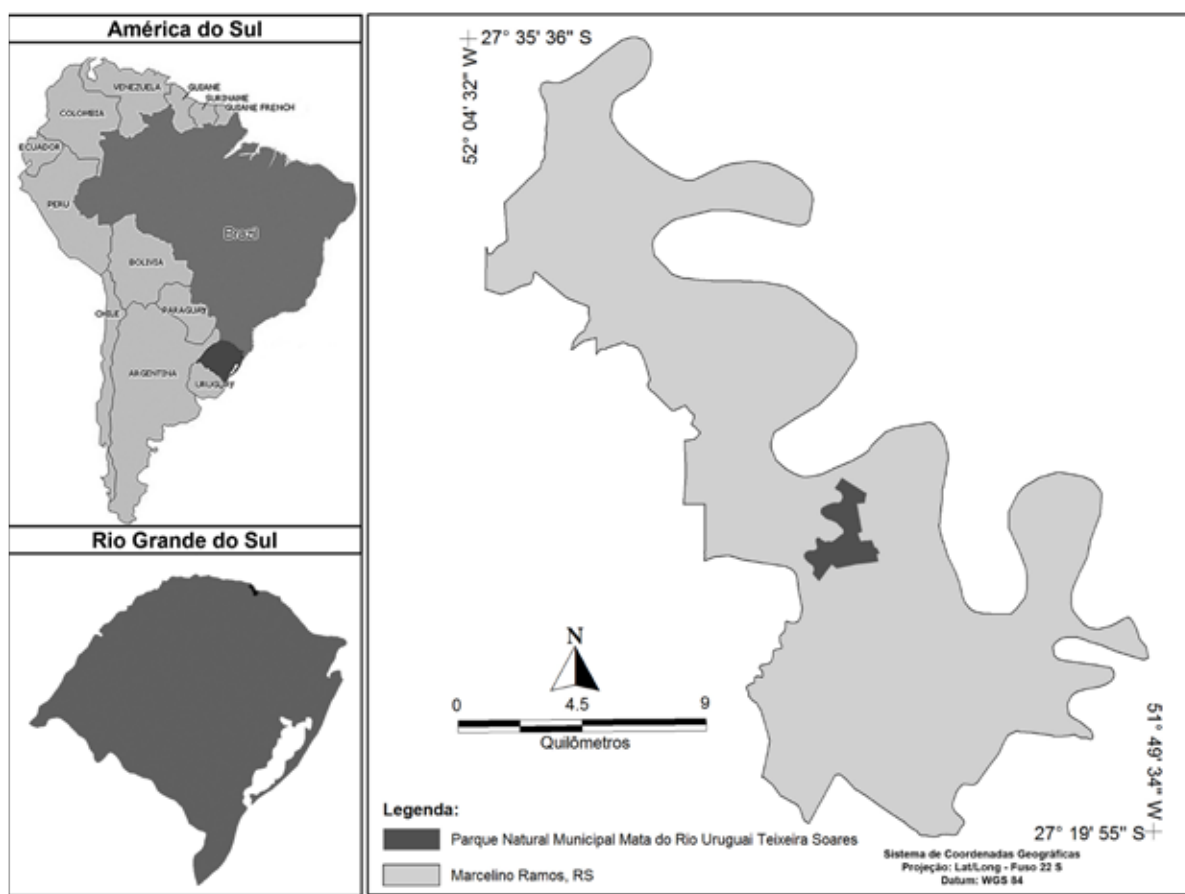 América do Sul
VENEZUELA
GUIANE
SURINAME
GUIANE FRENCH
COLOMBIA
ECUADOR
PERU
Brazil
BOLIVIA
PARAGUAY
CHILE
ARGENTINA
URUGUAY
Rio Grande do Sul
27° 35' 36" S
52° 04' 32" W
N
0
4.5
9
Quilômetros
51° 49' 34" W
27° 19' 55" S
Legenda:
Parque Natural Municipal Mata do Rio Uruguai Teixeira Soares
Marcelino Ramos, RS
Sistema de Coordenadas Geográficas
Projeção: Lat/Long - Fuso 22 S
Datum: WGS 84